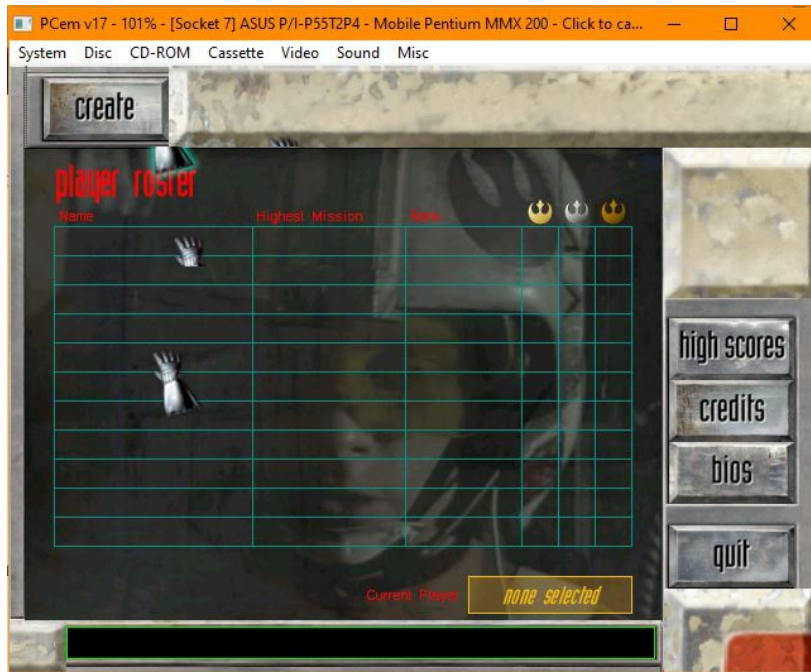 PCem v17 - 101% - [Socket 7] ASUS P/I-P55T2P4 - Mobile Pentium MMX 200 - Click to ca...
System Disc CD-ROM Cassette Video Sound Misc
create
player roster
Name Highest Mission Rank
high scores
credits
bios
quit
Current Player none selected